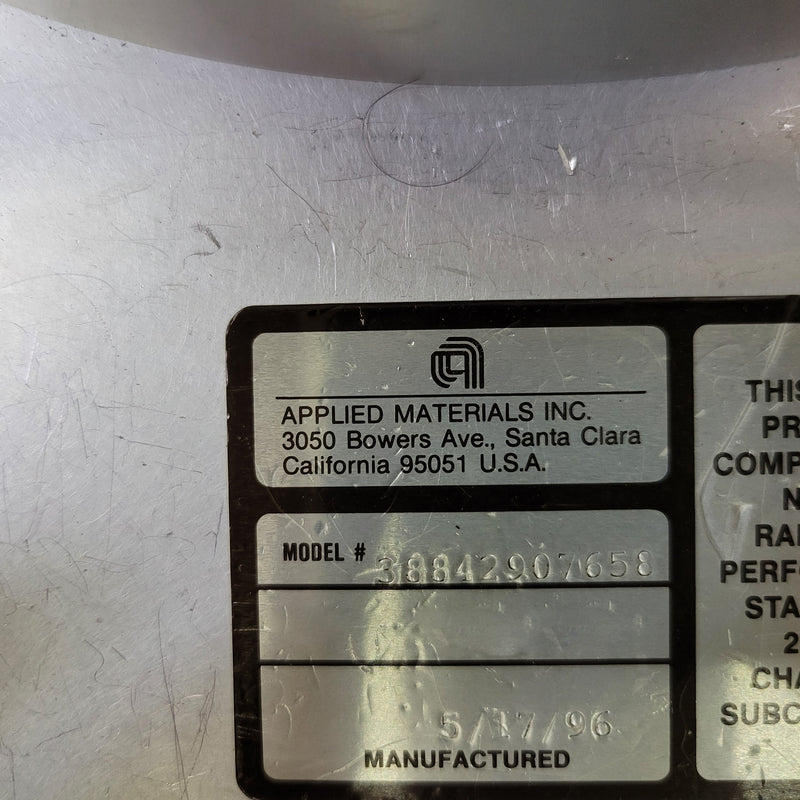 APPLIED MATERIALS INC.
3050 Bowers Ave., Santa Clara
California 95051 U.S.A.
MODEL # 38842907658
5/17/96
MANUFACTURED
THIS
PR
COMP
N
RA
PERFO
STA
2
CHA
SUBC